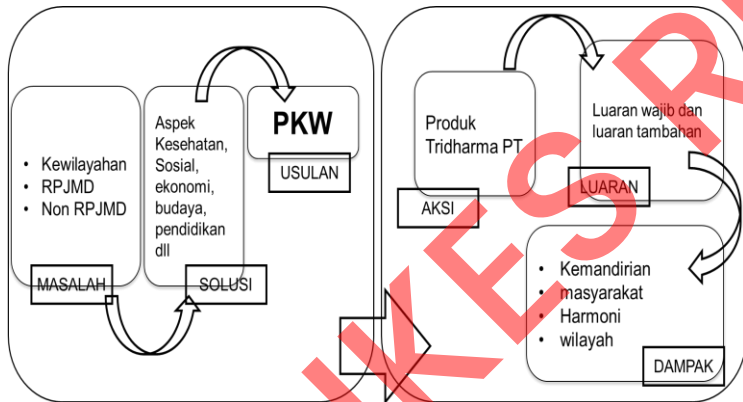 • Kewilayahan
• RPJMD
• Non RPJMD
MASALAH
Aspek
Kesehatan,
Sosial,
ekonomi,
budaya,
pendidikan
dll
SOLUSI
PKW
USULAN
Produk
Tridharma PT
AKSI
Luaran wajib dan
luaran tambahan
LUARAN
• Kemandirian
• masyarakat
• Harmoni
• wilayah
DAMPAK